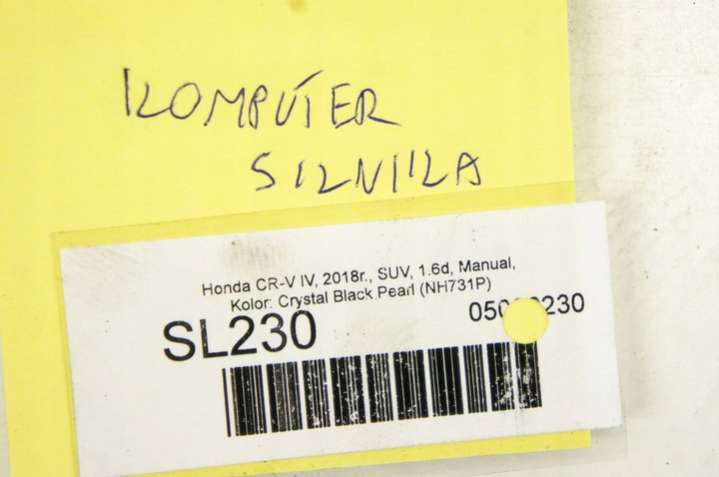 KOMPUTER
SILNIKA
Honda CR-V IV, 2018r., SUV, 1.6d, Manual,
Kolor: Crystal Black Pearl (NH731P)
SL230